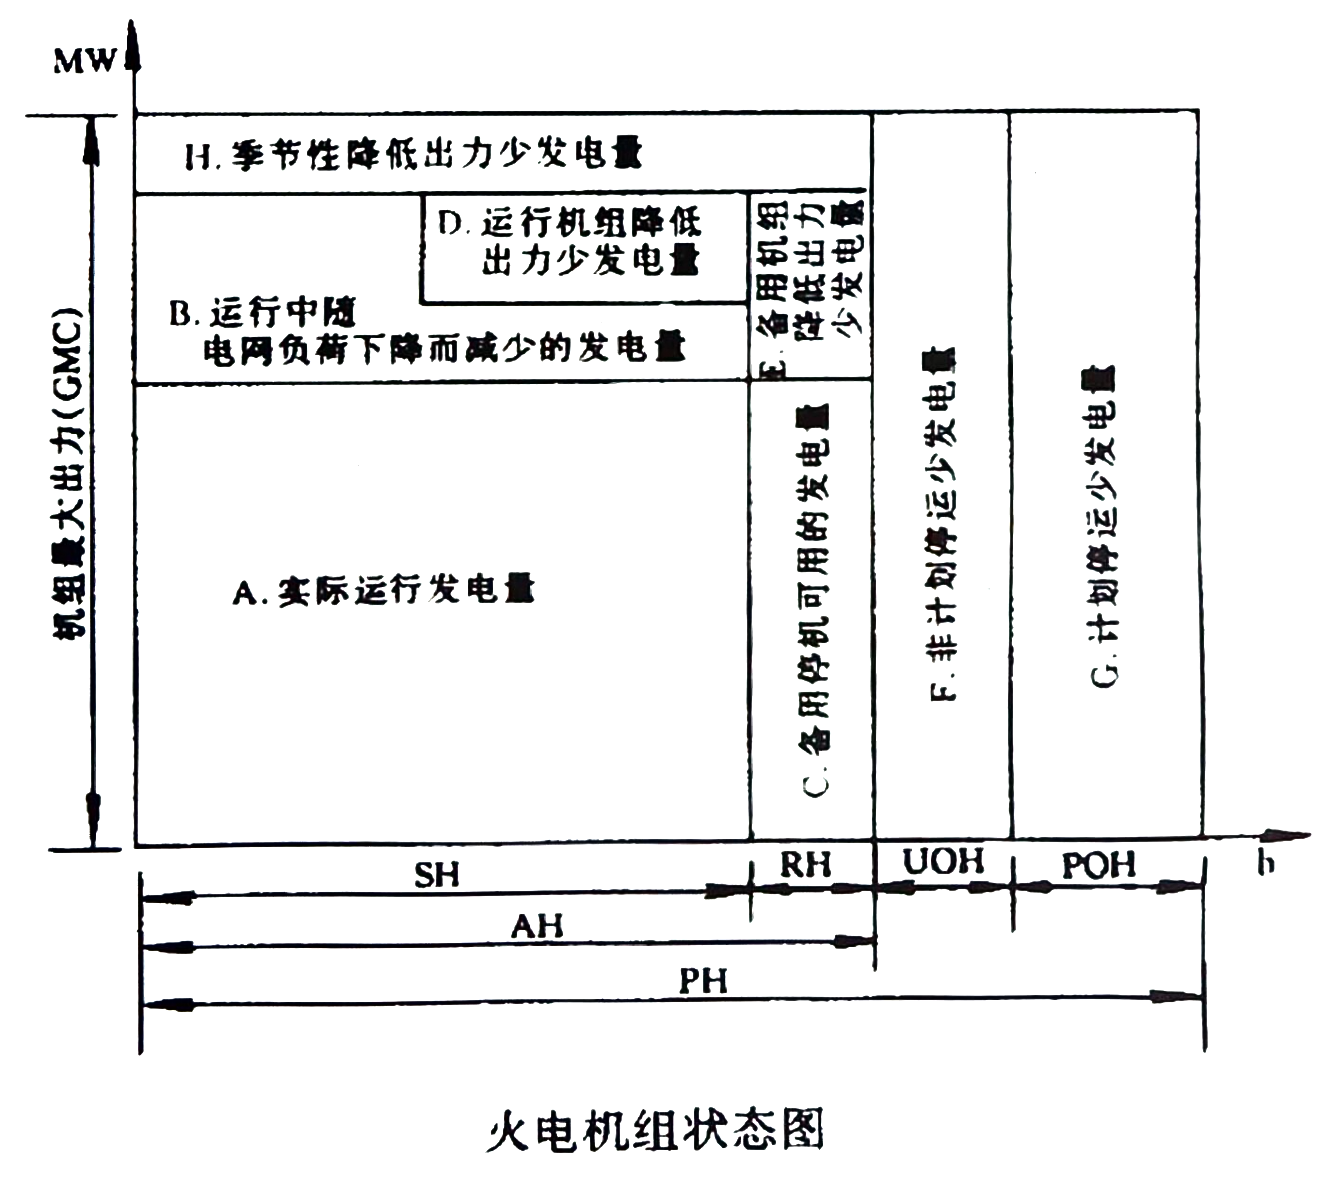 MW
H. 季节性降低出力少发电量
D. 运行机组降低
出力少发电量
E. 备用机组
降低出力
少发电量
B. 运行中随
电网负荷下降而减少的发电量
机组最大出力(GMC)
A. 实际运行发电量
C. 备用停机可用的发电量
F. 非计划停运少发电量
G. 计划停运少发电量
SH
RH
UOH
POH
h
AH
PH
火电机组状态图